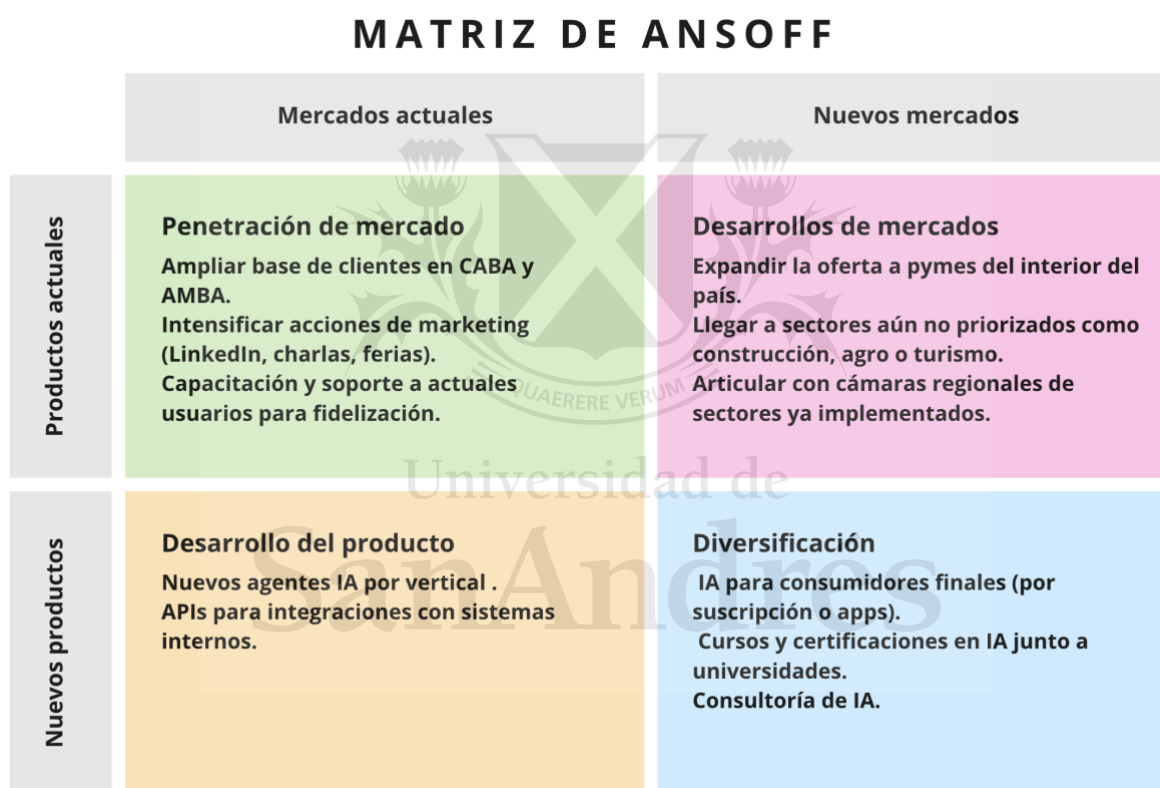 MATRIZ DE ANSOFF
Mercados actuales
Nuevos mercados
Productos actuales
Penetración de mercado
Ampliar base de clientes en CABA y
AMBA.
Intensificar acciones de marketing
(LinkedIn, charlas, ferias).
Capacitación y soporte a actuales
usuarios para fidelización.
Desarrollos de mercados
Expandir la oferta a pymes del interior del
país.
Llegar a sectores aún no priorizados como
construcción, agro o turismo.
Articular con cámaras regionales de
sectores ya implementados.
QUAERERE VERUM
Universidad de
SanAndrés
Nuevos productos
Desarrollo del producto
Nuevos agentes IA por vertical .
APIs para integraciones con sistemas
internos.
Diversificación
IA para consumidores finales (por
suscripción o apps).
Cursos y certificaciones en IA junto a
universidades.
Consultoría de IA.